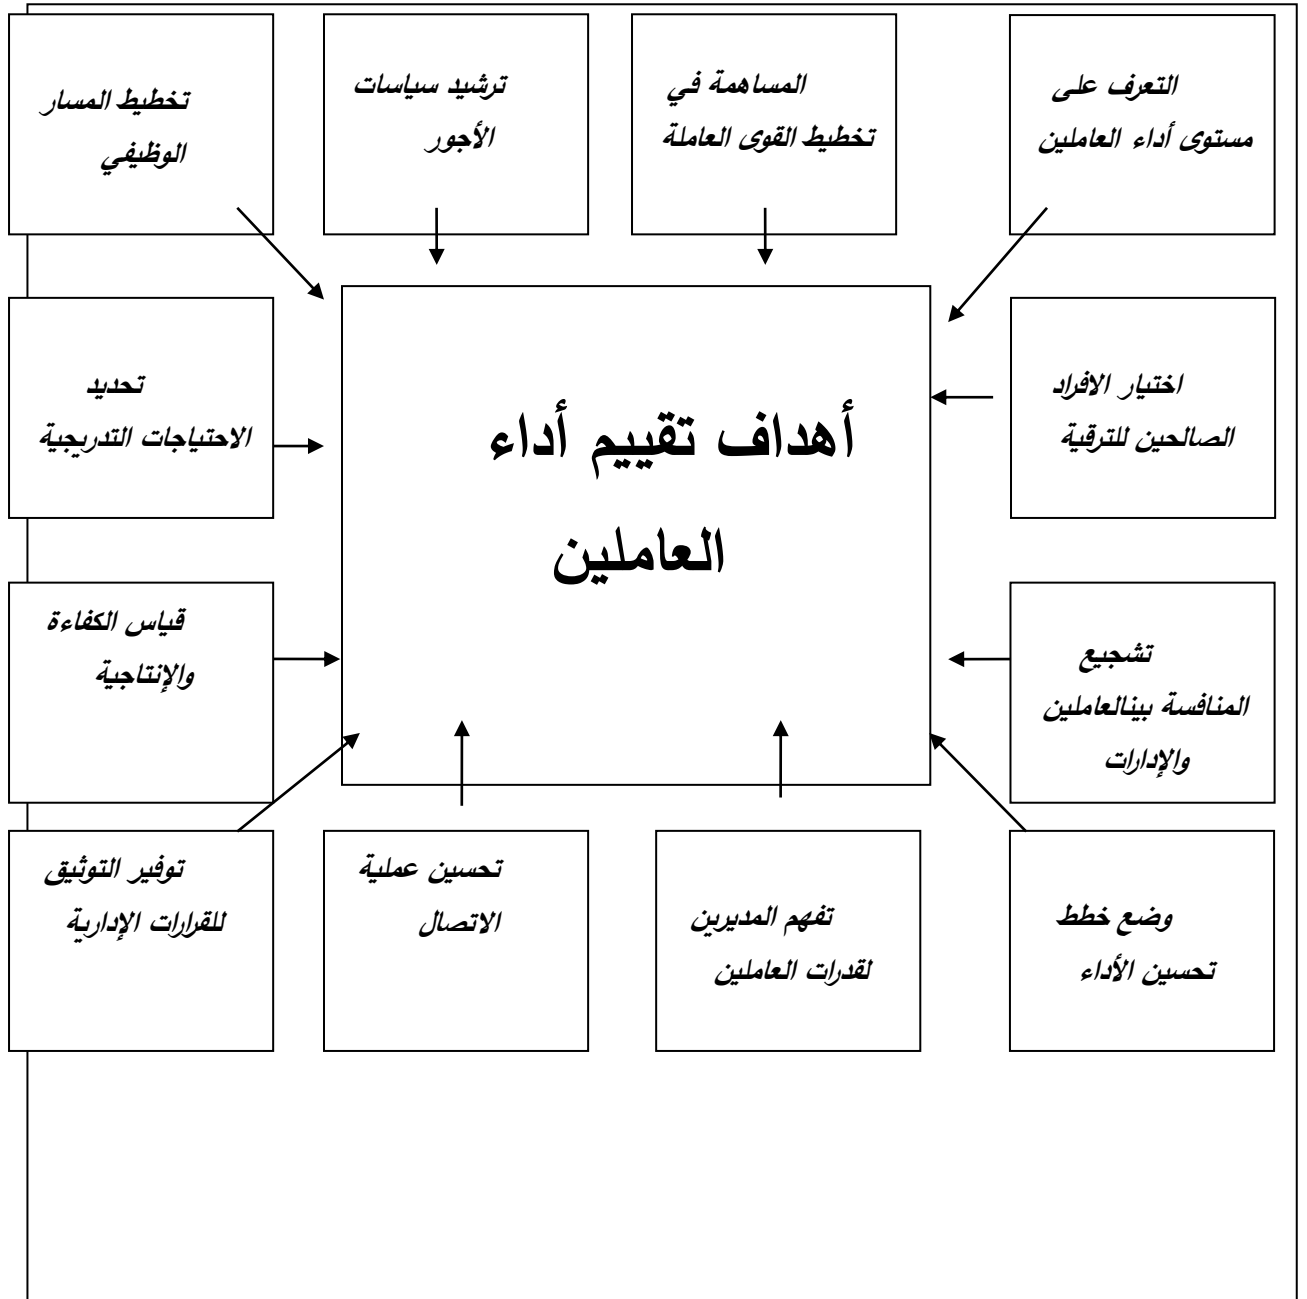 التعرف على
مستوى أداء العاملين
المساهمة في
تخطيط القوى العاملة
ترشيد سياسات
الأجور
تخطيط المسار
الوظيفي
اختيار الافراد
الصالحين للترقية
أهداف تقييم أداء
العاملين
تحديد
الاحتياجات التدريجية
تشجيع
المنافسة بينالعاملين
والإدارات
قياس الكفاءة
والإنتاجية
وضع خطط
تحسين الأداء
تفهم المديرين
لقدرات العاملين
تحسين عملية
الاتصال
توفير التوثيق
للقرارات الإدارية